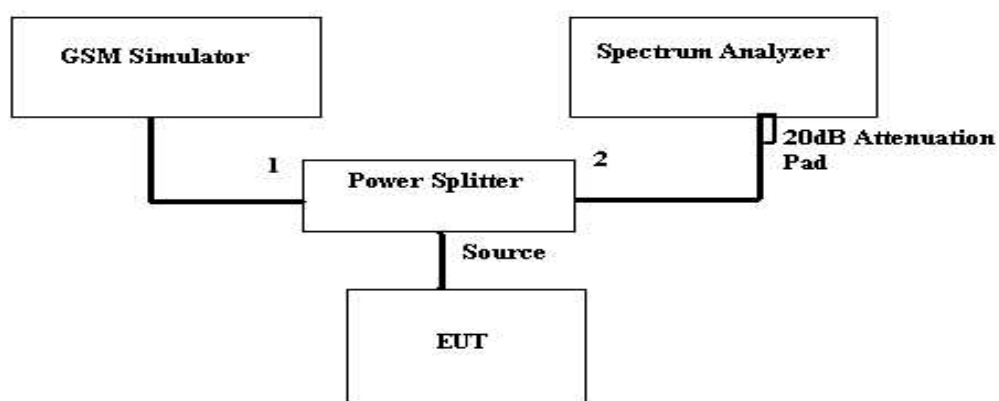 GSM Simulator
Spectrum Analyzer
20dB Attenuation
Pad
1
2
Power Splitter
Source
EUT